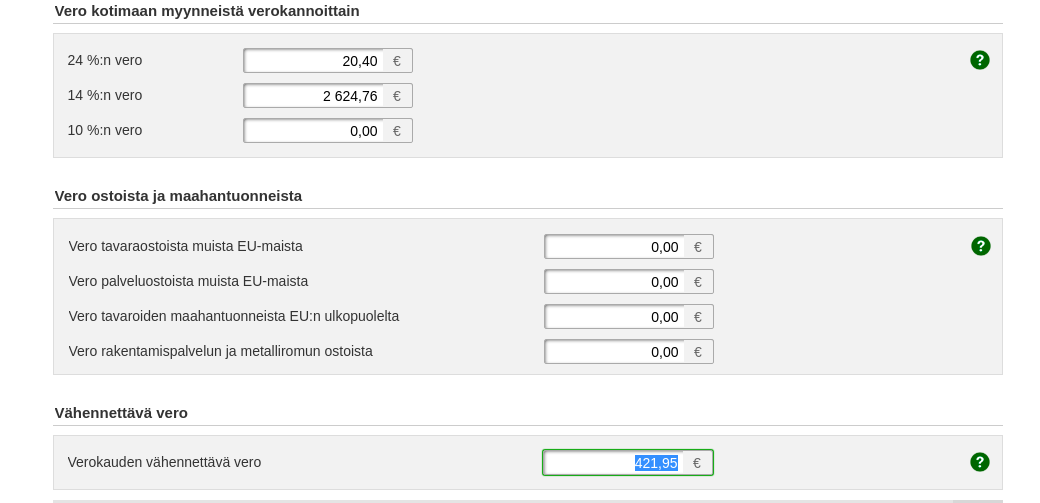 Vero kotimaan myynneistä verokannoittain
24 %:n vero 20,40 € ?
14 %:n vero 2 624,76 €
10 %:n vero 0,00 €
Vero ostoista ja maahantuonneista
Vero tavaraostoista muista EU-maista 0,00 € ?
Vero palveluostoista muista EU-maista 0,00 €
Vero tavaroiden maahantuonneista EU:n ulkopuolelta 0,00 €
Vero rakentamispalvelun ja metalliromun ostoista 0,00 €
Vähennettävä vero
Verokauden vähennettävä vero 421,95 € ?